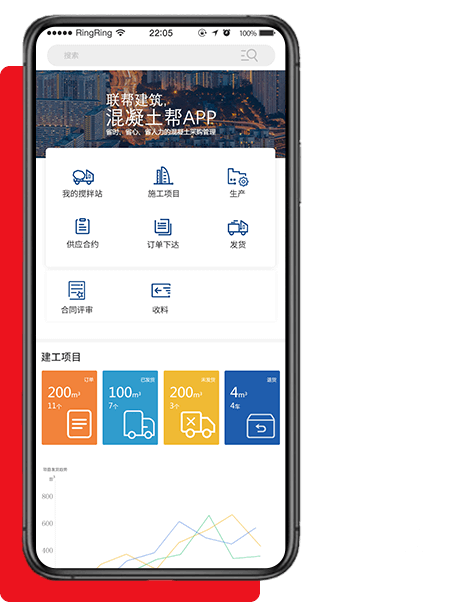 RingRing 22:05 100%
搜索
联帮建筑,
混凝土帮APP
省时、省心、省人力的混凝土采购管理
我的搅拌站 施工项目 生产
供应合约 订单下达 发货
合同评审 收料
建工项目
订单 已发货 未发货 退货
200m³ 100m³ 200m³ 4m³
11个 7个 3个 4车
800
600
400